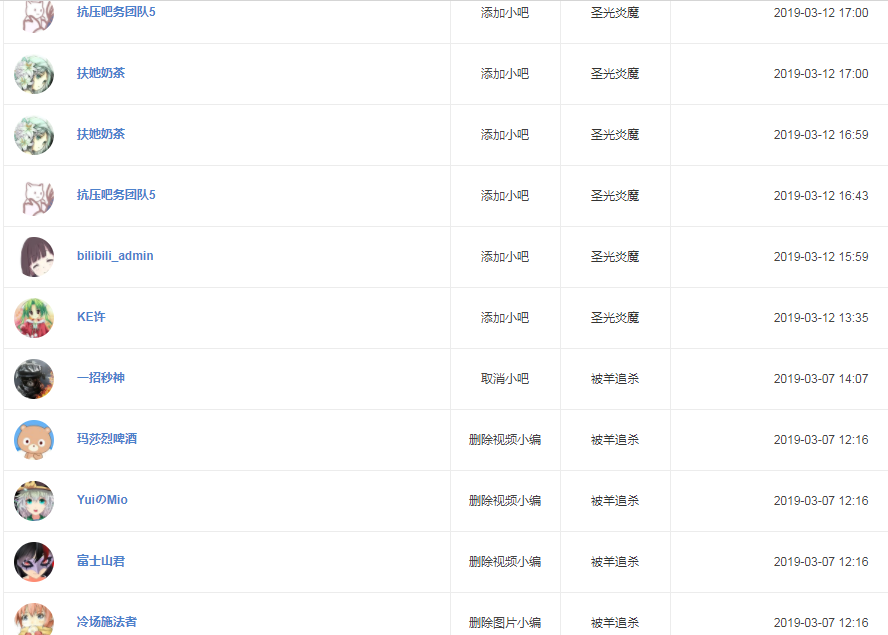 抗压吧务团队5 添加小吧 圣光炎魔 2019-03-12 17:00
扶她奶茶 添加小吧 圣光炎魔 2019-03-12 17:00
扶她奶茶 添加小吧 圣光炎魔 2019-03-12 16:59
抗压吧务团队5 添加小吧 圣光炎魔 2019-03-12 16:43
bilibili_admin 添加小吧 圣光炎魔 2019-03-12 15:59
KE许 添加小吧 圣光炎魔 2019-03-12 13:35
一招秒神 取消小吧 被羊追杀 2019-03-07 14:07
玛莎烈啤酒 删除视频小编 被羊追杀 2019-03-07 12:16
YuiのMio 删除视频小编 被羊追杀 2019-03-07 12:16
富士山君 删除视频小编 被羊追杀 2019-03-07 12:16
冷场施法者 删除图片小编 被羊追杀 2019-03-07 12:16